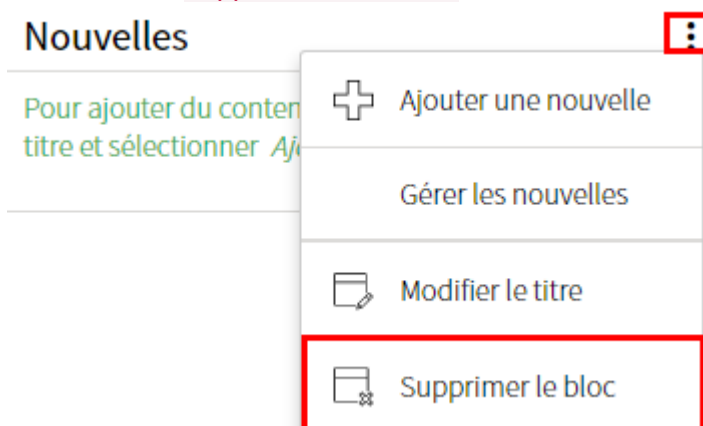 Nouvelles
Pour ajouter du conten
titre et sélectionner Aj
Ajouter une nouvelle
Gérer les nouvelles
Modifier le titre
Supprimer le bloc